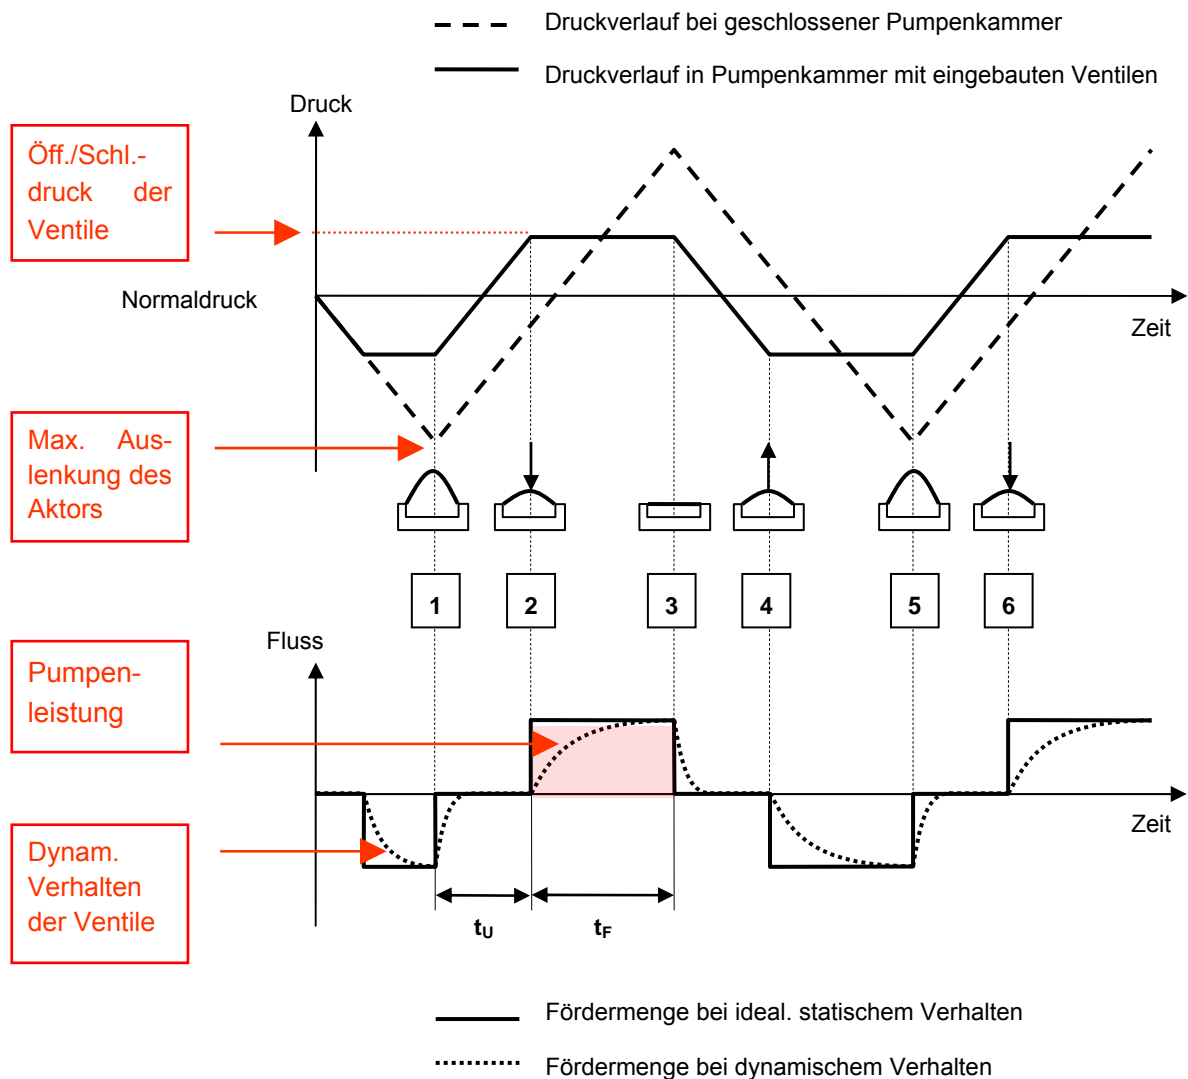 Druckverlauf bei geschlossener Pumpenkammer
Druckverlauf in Pumpenkammer mit eingebauten Ventilen
Druck
Öff./Schl.-
druck der
Ventile
Normaldruck
Zeit
Max. Aus-
lenkung des
Aktors
1 2 3 4 5 6
Fluss
Pumpen-
leistung
Zeit
Dynam.
Verhalten
der Ventile
tU tF
Fördermenge bei ideal. statischem Verhalten
Fördermenge bei dynamischem Verhalten